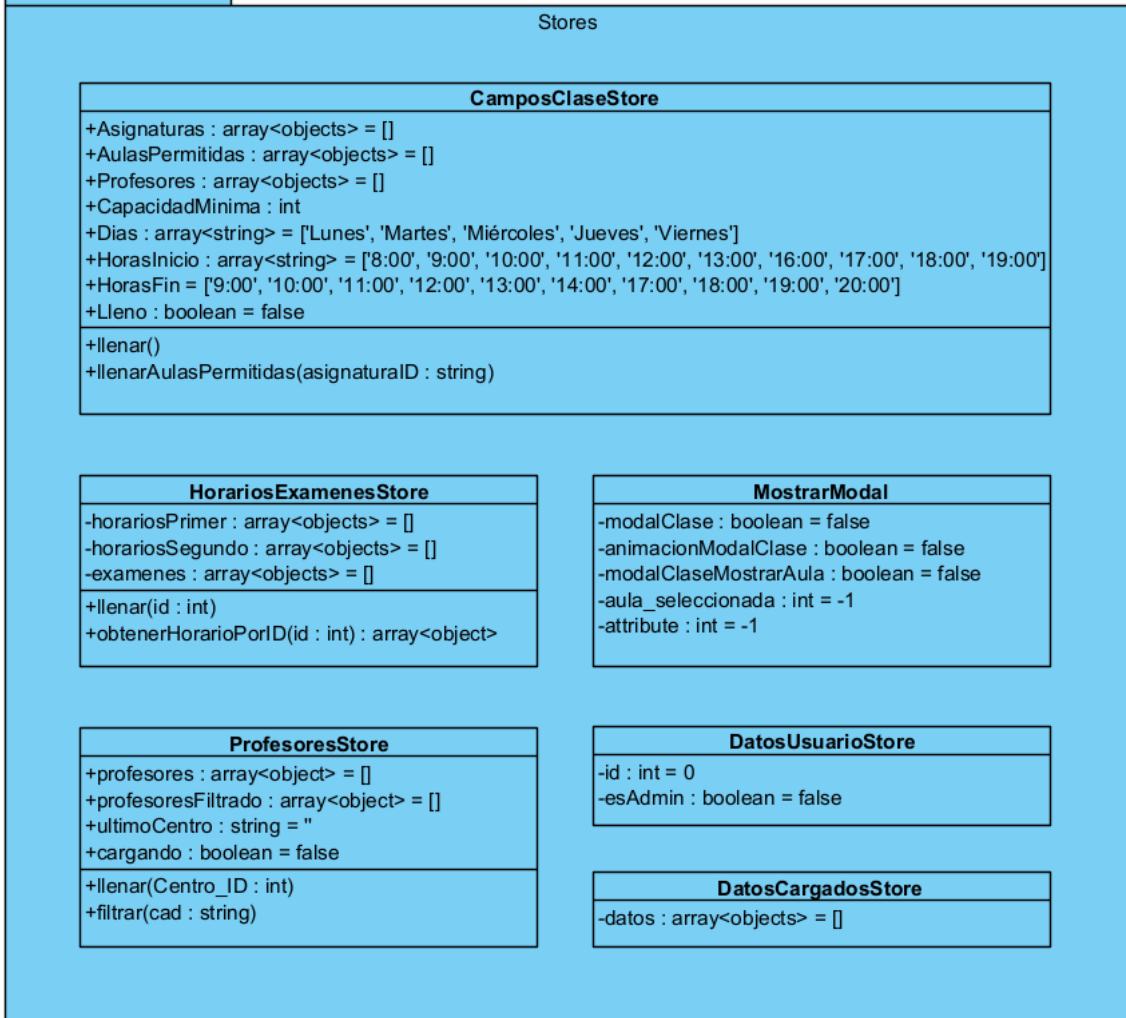 Stores
CamposClaseStore
+Asignaturas : array<objects> = []
+AulasPermitidas : array<objects> = []
+Profesores : array<objects> = []
+CapacidadMinima : int
+Dias : array<string> = ['Lunes', 'Martes', 'Miércoles', 'Jueves', 'Viernes']
+HorasInicio : array<string> = ['8:00', '9:00', '10:00', '11:00', '12:00', '13:00', '16:00', '17:00', '18:00', '19:00']
+HorasFin = ['9:00', '10:00', '11:00', '12:00', '13:00', '14:00', '17:00', '18:00', '19:00', '20:00']
+Lleno : boolean = false
+llenar()
+llenarAulasPermitidas(asignaturaID : string)
HorariosExamenesStore
-horariosPrimer : array<objects> = []
-horariosSegundo : array<objects> = []
-examenes : array<objects> = []
+llenar(id : int)
+obtenerHorarioPorID(id : int) : array<object>
MostrarModal
-modalClase : boolean = false
-animacionModalClase : boolean = false
-modalClaseMostrarAula : boolean = false
-aula_seleccionada : int = -1
-attribute : int = -1
ProfesoresStore
+profesores : array<object> = []
+profesoresFiltrado : array<object> = []
+ultimoCentro : string = ''
+cargando : boolean = false
+llenar(Centro_ID : int)
+filtrar(cad : string)
DatosUsuarioStore
-id : int = 0
-esAdmin : boolean = false
DatosCargadosStore
-datos : array<objects> = []